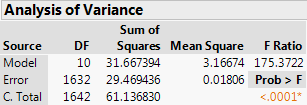 Analysis of Variance
Sum of
Source DF Squares Mean Square F Ratio
Model 10 31.667394 3.16674 175.3722
Error 1632 29.469436 0.01806 Prob > F
C. Total 1642 61.136830 <.0001*